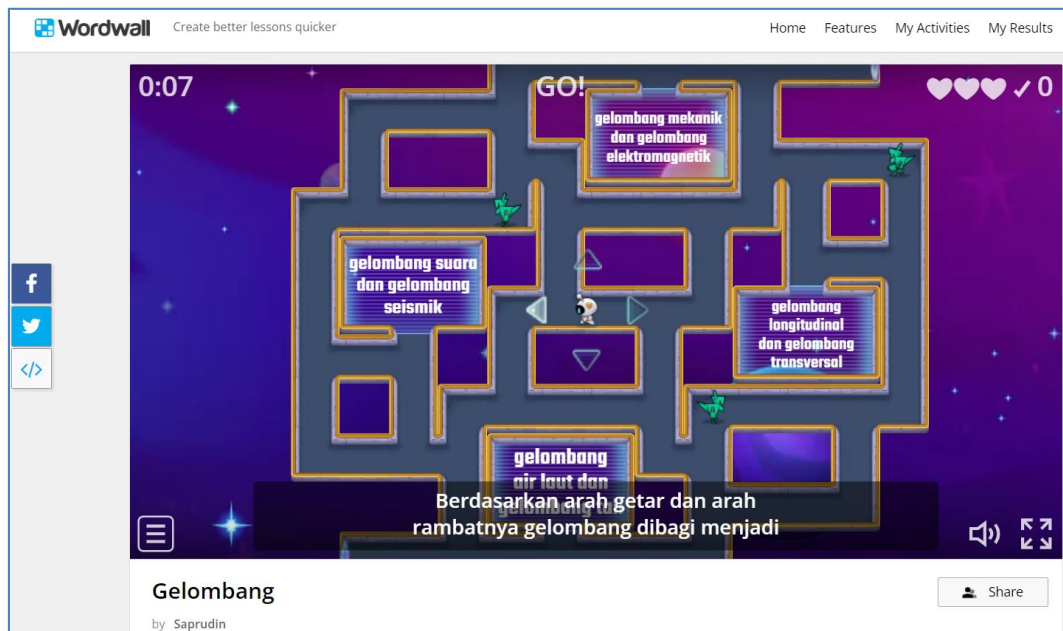 Wordwall Create better lessons quicker Home Features My Activities My Results
0:07 GO! ✓ 0
gelombang mekanik
dan gelombang
elektromagnetik
gelombang suara
dan gelombang
seismik
gelombang
longitudinal
dan gelombang
transversal
gelombang
air laut dan
gelombang
Berdasarkan arah getar dan arah
rambatnya gelombang dibagi menjadi
f
</>
Gelombang
Share
by Saprudin